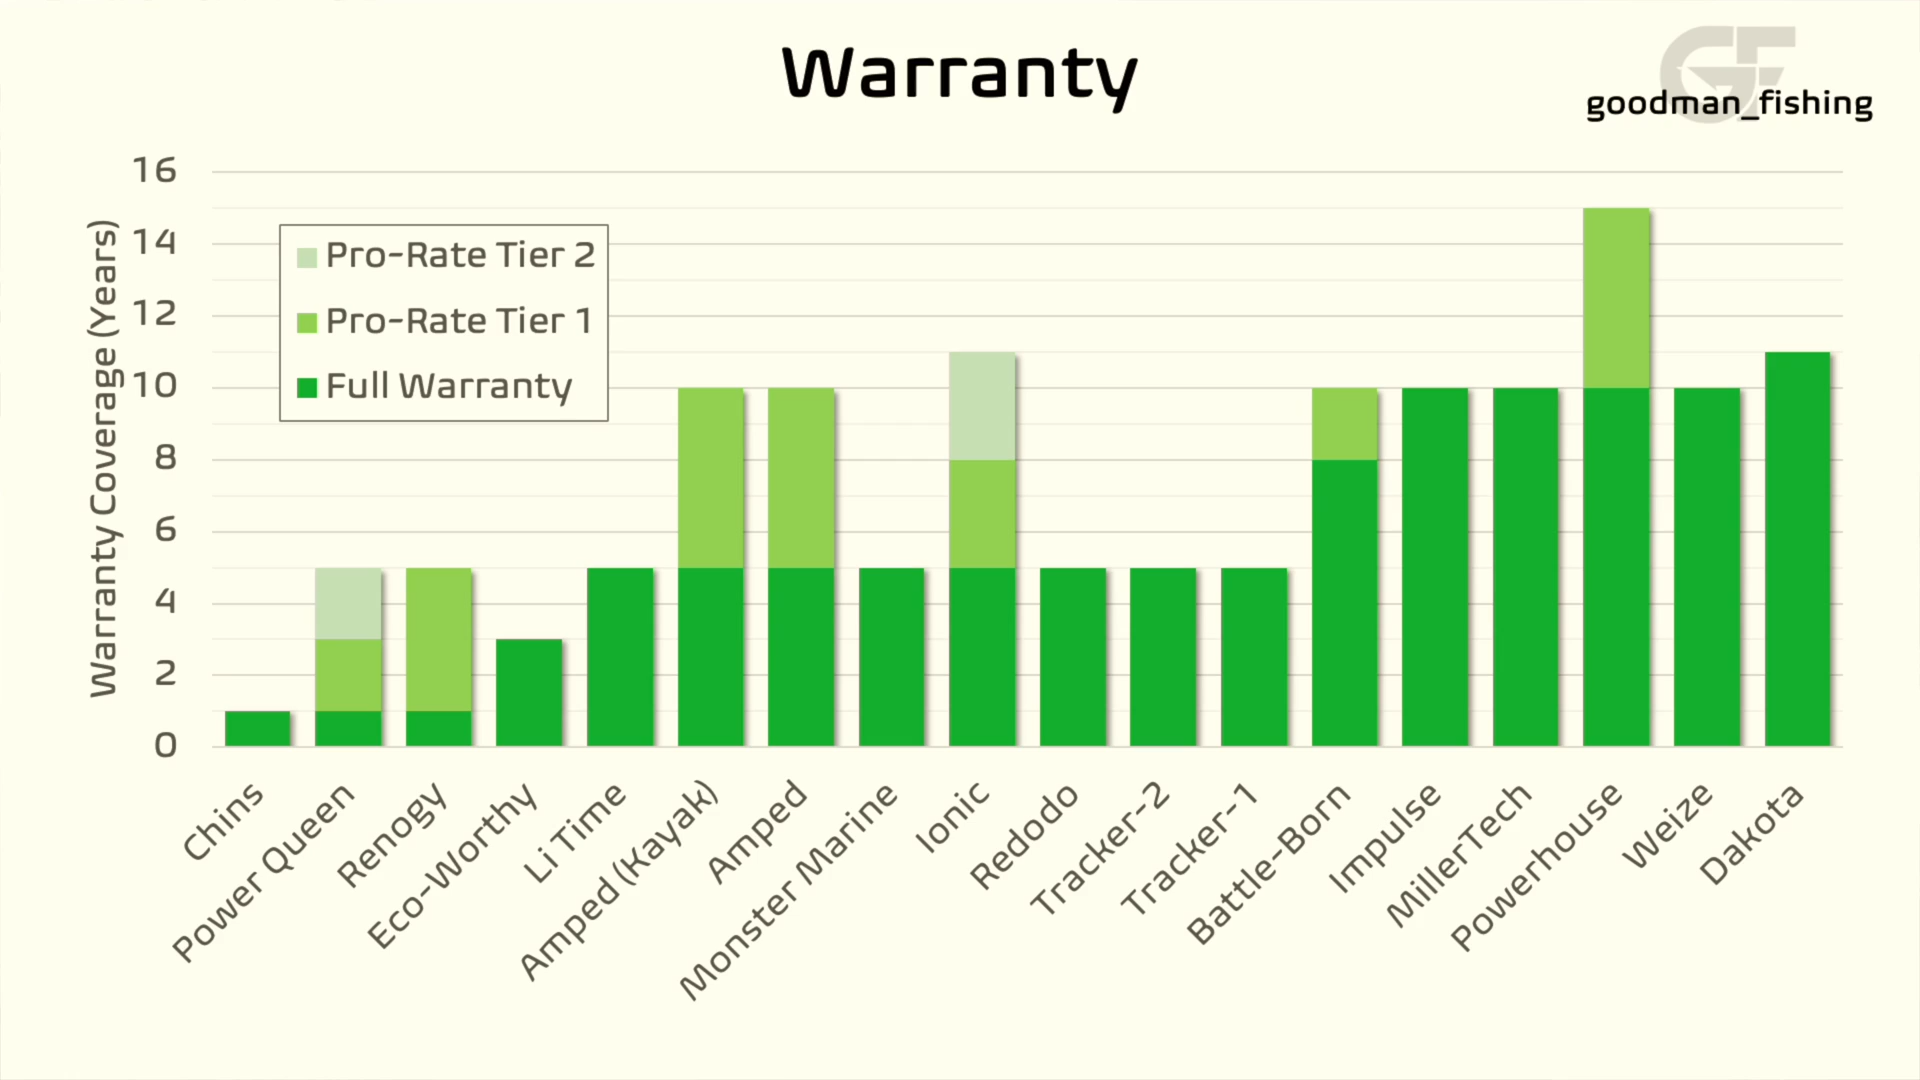 Warranty
GF
goodman_fishing
Warranty Coverage (Years)
16
14
12
10
8
6
4
2
0
Pro-Rate Tier 2
Pro-Rate Tier 1
Full Warranty
Chins
Power Queen
Renogy
Eco-Worthy
Li Time
Amped (Kayak)
Amped
Monster Marine
Ionic
Redodo
Tracker-2
Tracker-1
Battle-Born
Impulse
MillerTech
Powerhouse
Weize
Dakota